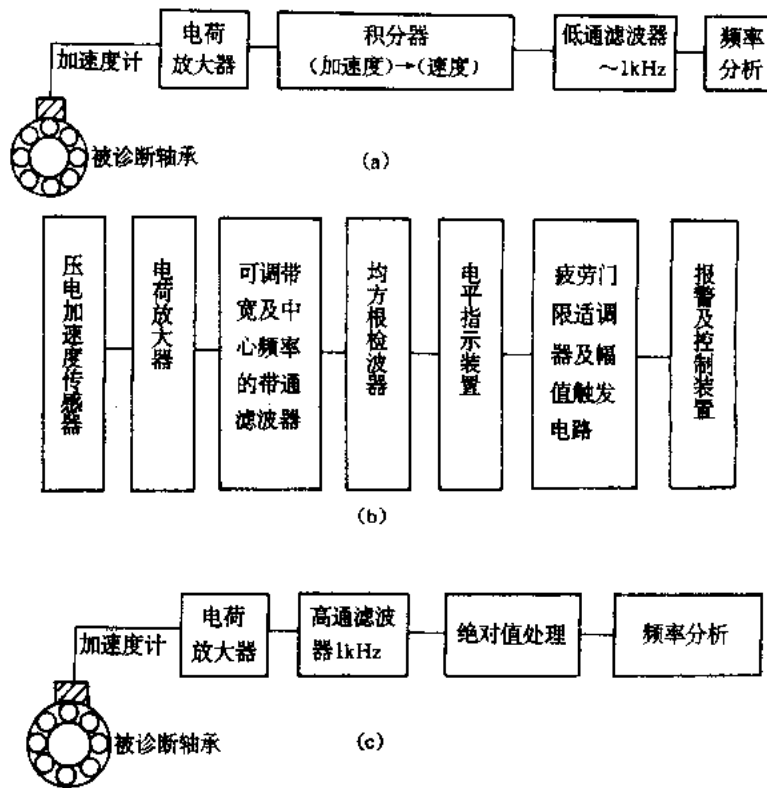 电荷
放大器
积分器
(加速度)→(速度)
低通滤波器
～1kHz
频率
分析
加速度计
被诊断轴承
(a)
压电加速度传感器
电荷放大器
可调带
宽及中
心频率
的带通
滤波器
均方根检波器
电平指示装置
疲劳门
限适调
器及幅
值触发
电路
报警及控制装置
(b)
电荷
放大器
高通滤波
器1kHz
绝对值处理
频率分析
加速度计
被诊断轴承
(c)